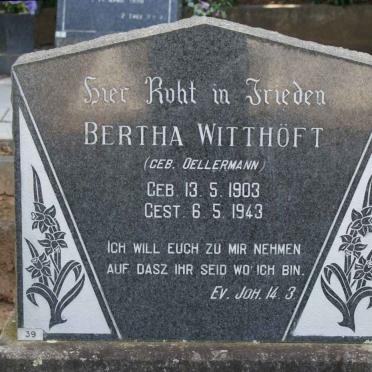 Hier Ruht in Frieden
BERTHA WITTHÖFT
(GEB. OELLERMANN)
GEB. 13. 5. 1903
GEST. 6. 5. 1943
ICH WILL EUCH ZU MIR NEHMEN
AUF DASZ IHR SEID WO ICH BIN.
EV. JOH. 14. 3.
39